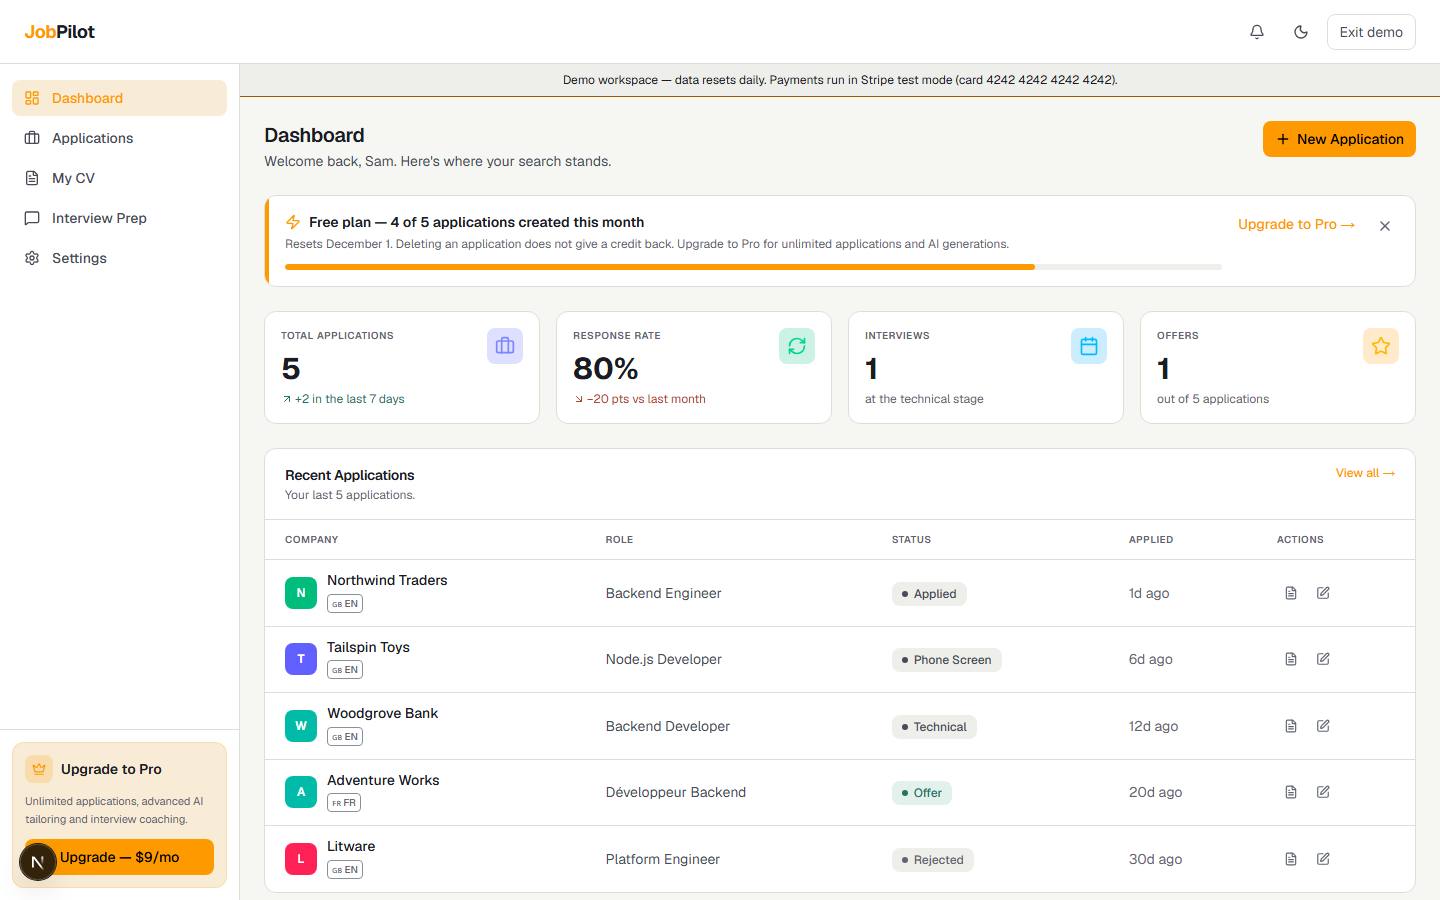 JobPilot
Exit demo
Dashboard
Applications
My CV
Interview Prep
Settings
Demo workspace — data resets daily. Payments run in Stripe test mode (card 4242 4242 4242 4242).
Dashboard
Welcome back, Sam. Here's where your search stands.
New Application
Free plan — 4 of 5 applications created this month
Resets December 1. Deleting an application does not give a credit back. Upgrade to Pro for unlimited applications and AI generations.
Upgrade to Pro →
TOTAL APPLICATIONS
5
+2 in the last 7 days
RESPONSE RATE
80%
−20 pts vs last month
INTERVIEWS
1
at the technical stage
OFFERS
1
out of 5 applications
Recent Applications
Your last 5 applications.
View all →
COMPANY ROLE STATUS APPLIED ACTIONS
N Northwind Traders Backend Engineer Applied 1d ago
GB EN
T Tailspin Toys Node.js Developer Phone Screen 6d ago
GB EN
W Woodgrove Bank Backend Developer Technical 12d ago
GB EN
A Adventure Works Développeur Backend Offer 20d ago
FR FR
L Litware Platform Engineer Rejected 30d ago
GB EN
Upgrade to Pro
Unlimited applications, advanced AI
tailoring and interview coaching.
Upgrade — $9/mo
N